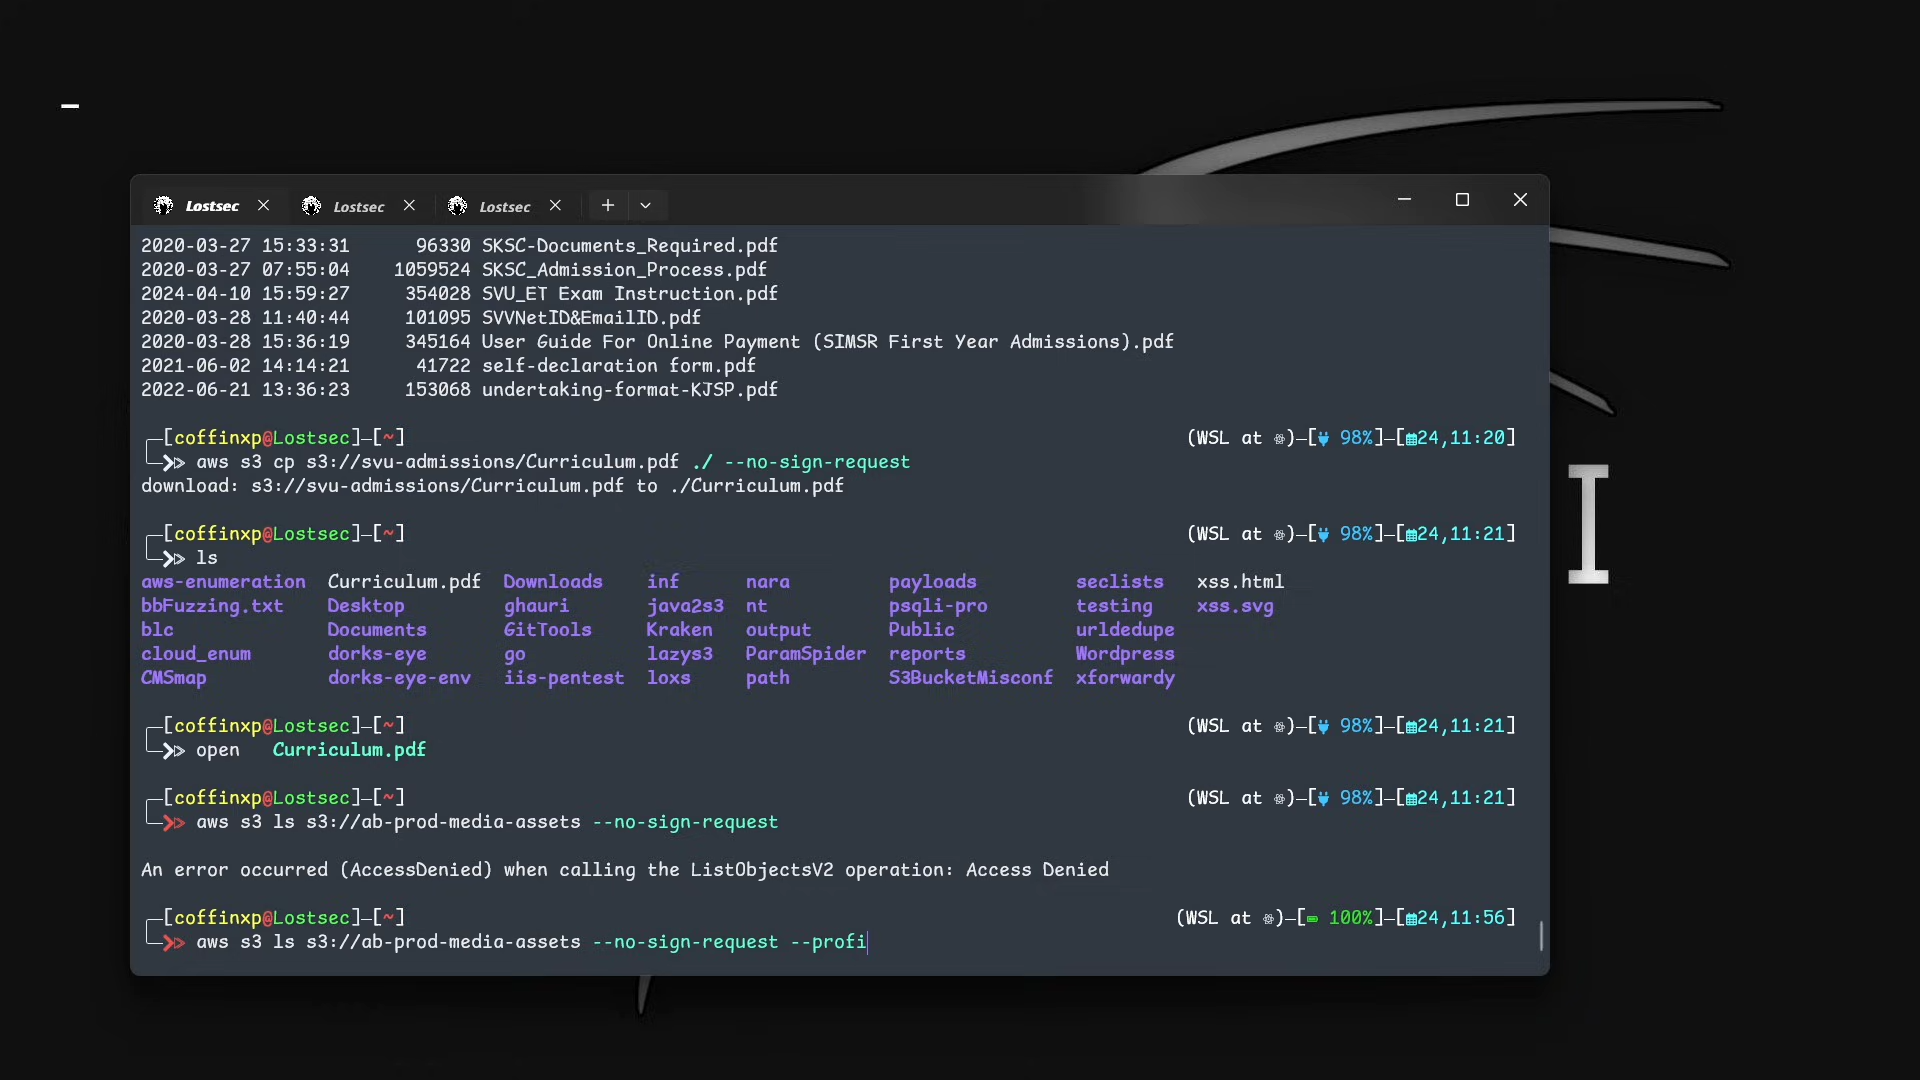 Lostsec Lostsec Lostsec
2020-03-27 15:33:31 96330 SKSC-Documents_Required.pdf
2020-03-27 07:55:04 1059524 SKSC_Admission_Process.pdf
2024-04-10 15:59:27 354028 SVU_ET Exam Instruction.pdf
2020-03-28 11:40:44 101095 SVVNetID&EmailID.pdf
2020-03-28 15:36:19 345164 User Guide For Online Payment (SIMSR First Year Admissions).pdf
2021-06-02 14:14:21 41722 self-declaration form.pdf
2022-06-21 13:36:23 153068 undertaking-format-KJSP.pdf
[coffinxp@Lostsec]-[~] (WSL at )-[ 98%]-[24,11:20]
aws s3 cp s3://svu-admissions/Curriculum.pdf ./ --no-sign-request
download: s3://svu-admissions/Curriculum.pdf to ./Curriculum.pdf
[coffinxp@Lostsec]-[~] (WSL at )-[ 98%]-[24,11:21]
ls
aws-enumeration Curriculum.pdf Downloads inf nara payloads seclists xss.html
bbFuzzing.txt Desktop ghauri java2s3 nt psqli-pro testing xss.svg
blc Documents GitTools Kraken output Public urldedupe
cloud_enum dorks-eye go lazys3 ParamSpider reports Wordpress
CMSmap dorks-eye-env iis-pentest loxs path S3BucketMisconf xforwardy
[coffinxp@Lostsec]-[~] (WSL at )-[ 98%]-[24,11:21]
open Curriculum.pdf
[coffinxp@Lostsec]-[~] (WSL at )-[ 98%]-[24,11:21]
aws s3 ls s3://ab-prod-media-assets --no-sign-request
An error occurred (AccessDenied) when calling the ListObjectsV2 operation: Access Denied
[coffinxp@Lostsec]-[~] (WSL at )-[ 100%]-[24,11:56]
aws s3 ls s3://ab-prod-media-assets --no-sign-request --profi